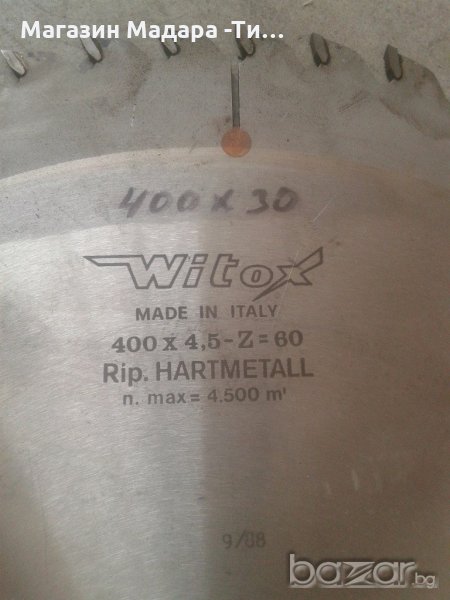 Магазин Мадара -Ти...
400 x 30
Witox
MADE IN ITALY
400 x 4,5 - Z = 60
Rip. HARTMETALL
n. max = 4.500 m'
9/88
bazar.bg